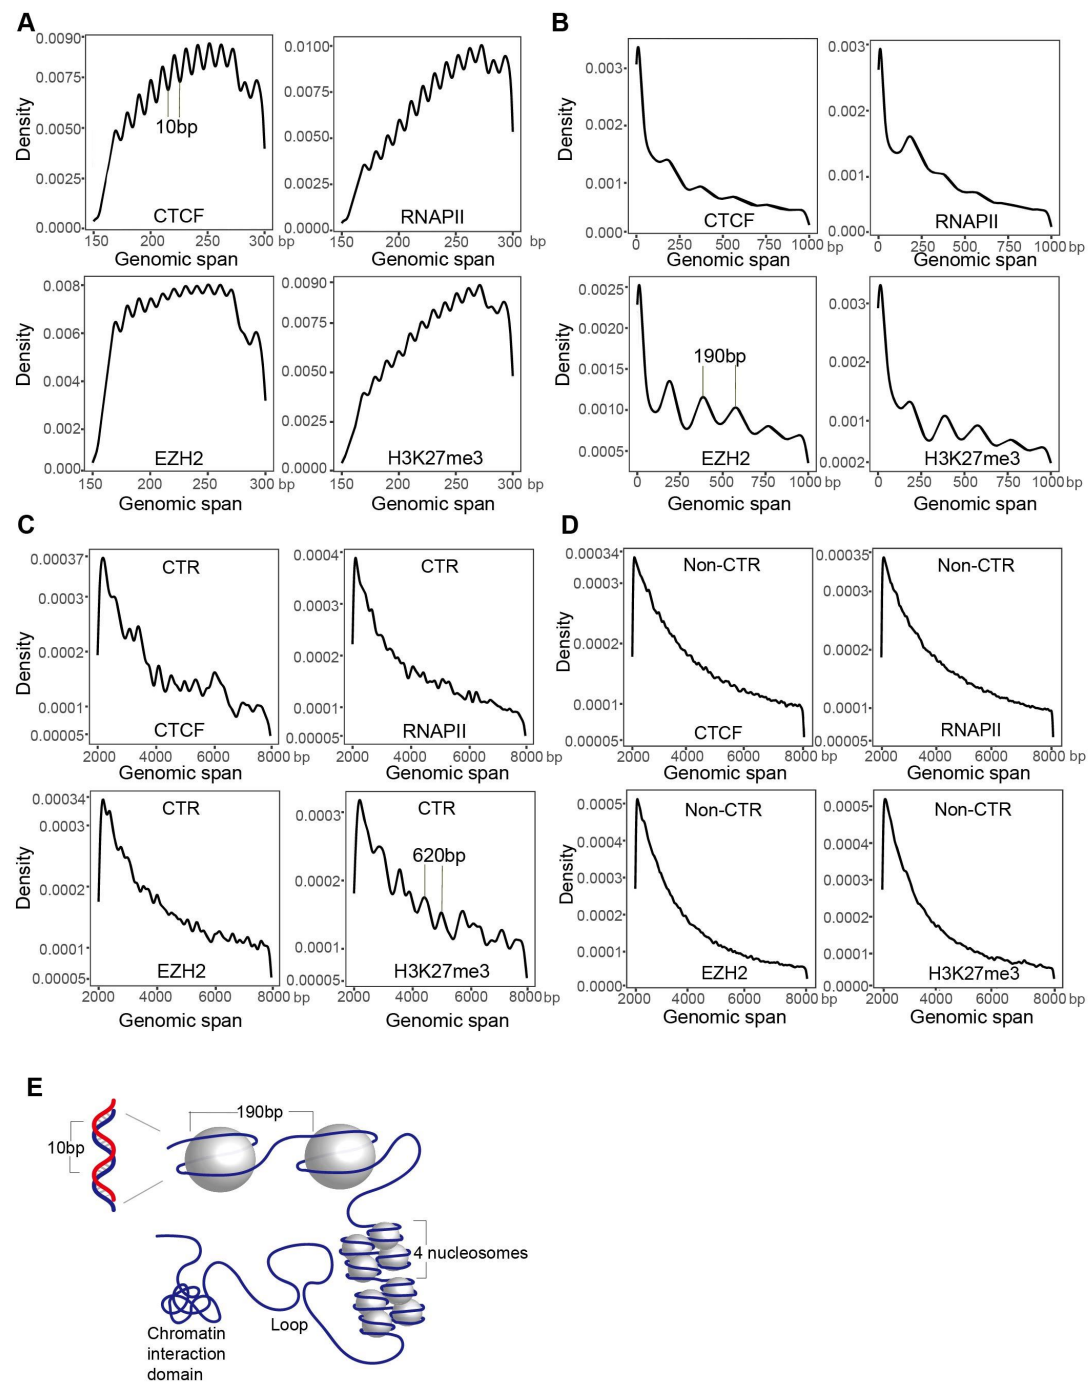 A
0.0090
0.0075
0.0050
0.0025
0.0000
Density
10bp
CTCF
150 200 250 300 bp
Genomic span
0.0100
0.0075
0.0050
0.0025
0.0000
RNAPII
150 200 250 300 bp
Genomic span
0.008
0.006
0.004
0.002
0.000
Density
EZH2
150 200 250 300 bp
Genomic span
0.0090
0.0075
0.0050
0.0025
0.0000
H3K27me3
150 200 250 300 bp
Genomic span
B
0.003
0.002
0.001
0.000
Density
CTCF
0 250 500 750 1000 bp
Genomic span
0.003
0.002
0.001
0.000
RNAPII
0 250 500 750 1000 bp
Genomic span
0.0025
0.0020
0.0015
0.0010
0.0005
Density
190bp
EZH2
0 250 500 750 1000 bp
Genomic span
0.003
0.002
0.001
0.0002
H3K27me3
0 250 500 750 1000 bp
Genomic span
C
0.00037
0.0003
0.0002
0.0001
0.00005
Density
CTR
CTCF
2000 4000 6000 8000 bp
Genomic span
0.0004
0.0003
0.0002
0.0001
0.00005
CTR
RNAPII
2000 4000 6000 8000 bp
Genomic span
0.00034
0.0003
0.0002
0.0001
0.00005
Density
CTR
EZH2
2000 4000 6000 8000 bp
Genomic span
0.0003
0.0002
0.0001
0.00005
CTR
620bp
H3K27me3
2000 4000 6000 8000 bp
Genomic span
D
0.00034
0.0003
0.0002
0.0001
0.00005
Density
Non-CTR
CTCF
2000 4000 6000 8000 bp
Genomic span
0.00035
0.0003
0.0002
0.0001
0.00005
Non-CTR
RNAPII
2000 4000 6000 8000 bp
Genomic span
0.0005
0.0004
0.0003
0.0002
0.0001
0.0000
Density
Non-CTR
EZH2
2000 4000 6000 8000 bp
Genomic span
0.0005
0.0004
0.0003
0.0002
0.0001
0.0000
Non-CTR
H3K27me3
2000 4000 6000 8000 bp
Genomic span
E
190bp
10bp
4 nucleosomes
Loop
Chromatin
interaction
domain